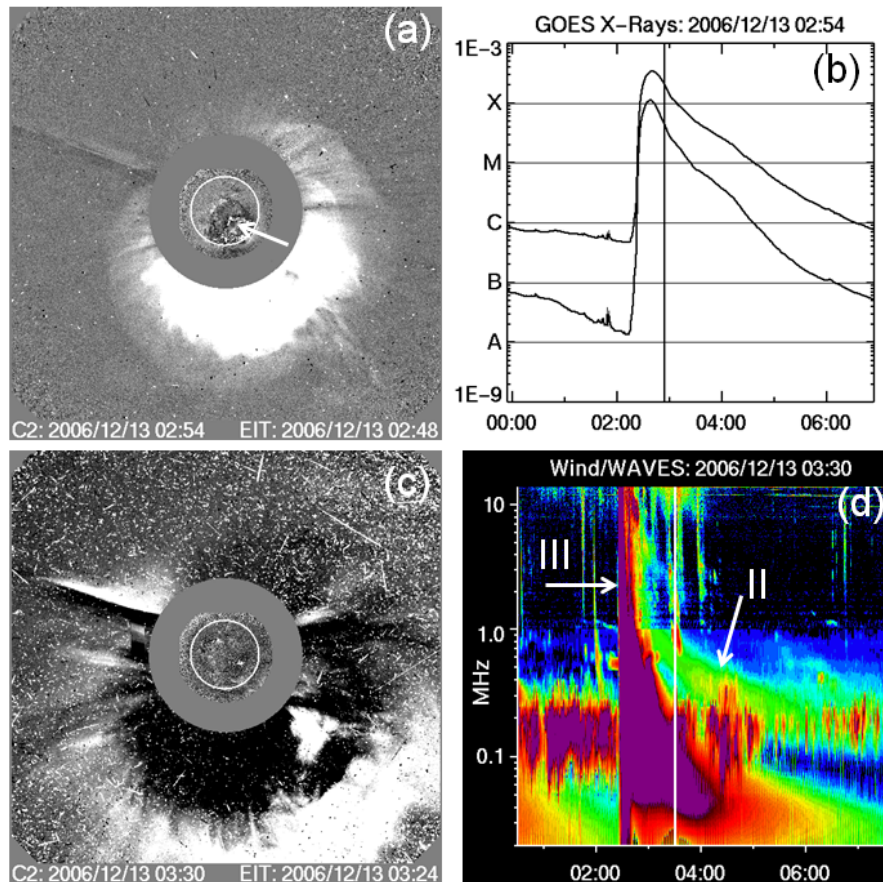 (a)
C2: 2006/12/13 02:54 EIT: 2006/12/13 02:48
GOES X-Rays: 2006/12/13 02:54
(b)
1E-3
X
M
C
B
A
1E-9
00:00 02:00 04:00 06:00
(c)
C2: 2006/12/13 03:30 EIT: 2006/12/13 03:24
Wind/WAVES: 2006/12/13 03:30
(d)
10
III
II
1.0
MHz
0.1
02:00 04:00 06:00